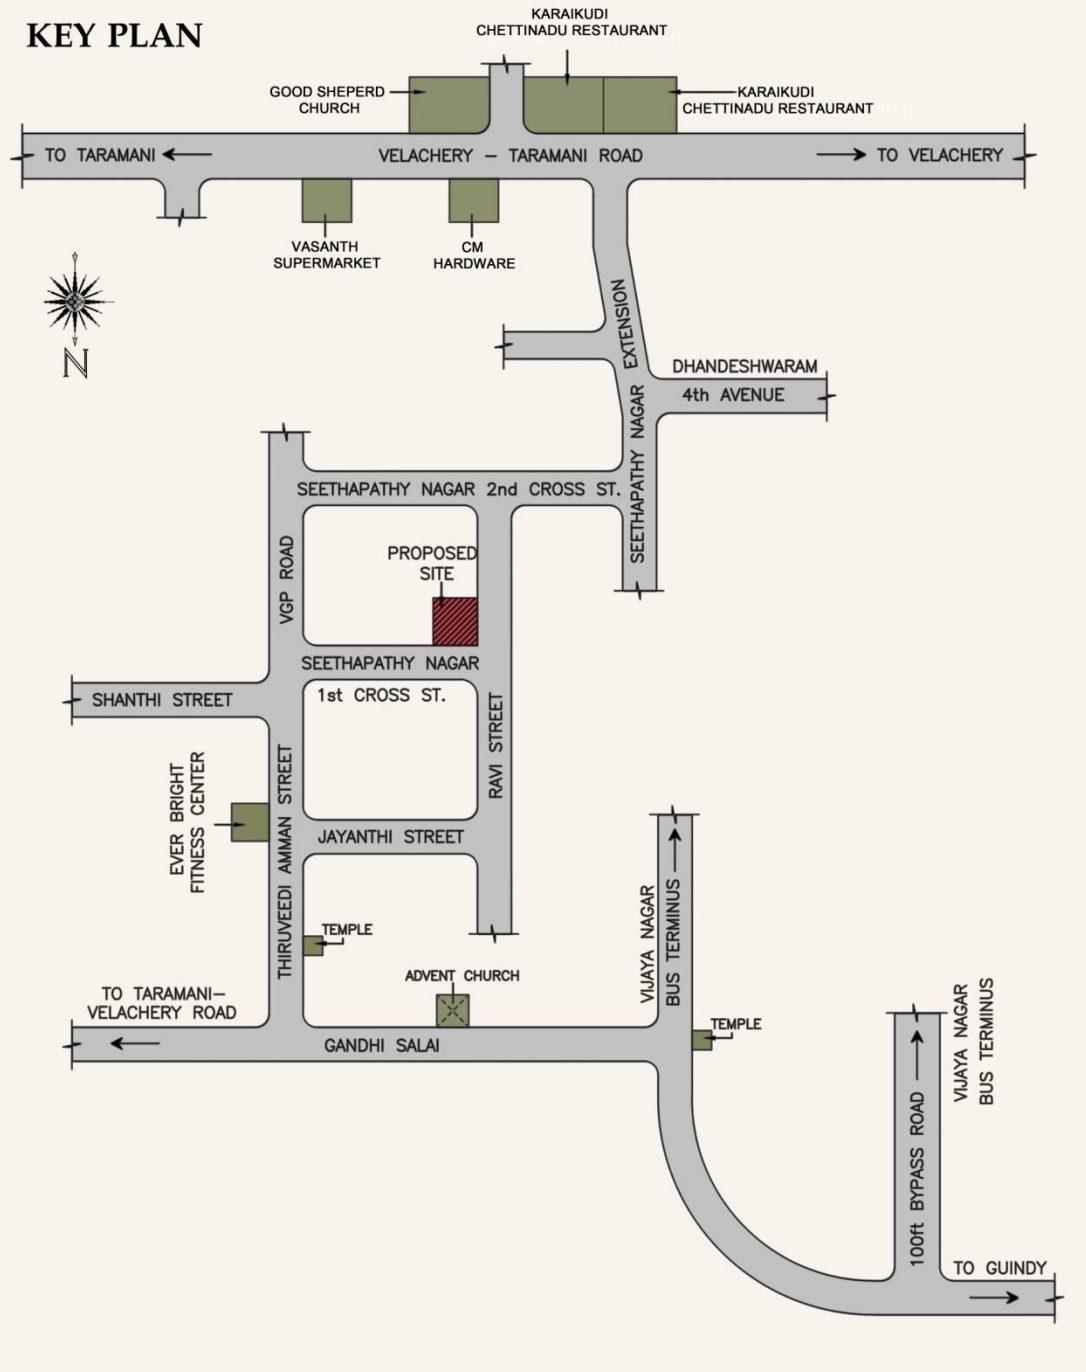 KEY PLAN
KARAIKUDI
CHETTINADU RESTAURANT
GOOD SHEPERD
CHURCH
KARAIKUDI
CHETTINADU RESTAURANT
TO TARAMANI
VELACHERY - TARAMANI ROAD
TO VELACHERY
VASANTH
SUPERMARKET
CM
HARDWARE
N
SEETHAPATHY NAGAR EXTENSION
DHANDESHWARAM
4th AVENUE
SEETHAPATHY NAGAR 2nd CROSS ST.
VGP ROAD
PROPOSED
SITE
SEETHAPATHY NAGAR
1st CROSS ST.
SHANTHI STREET
RAVI STREET
EVER BRIGHT
FITNESS CENTER
THIRUVEEDI AMMAN STREET
JAYANTHI STREET
TEMPLE
ADVENT CHURCH
VIJAYA NAGAR
BUS TERMINUS
TO TARAMANI-
VELACHERY ROAD
GANDHI SALAI
TEMPLE
VIJAYA NAGAR
BUS TERMINUS
100ft BYPASS ROAD
TO GUINDY